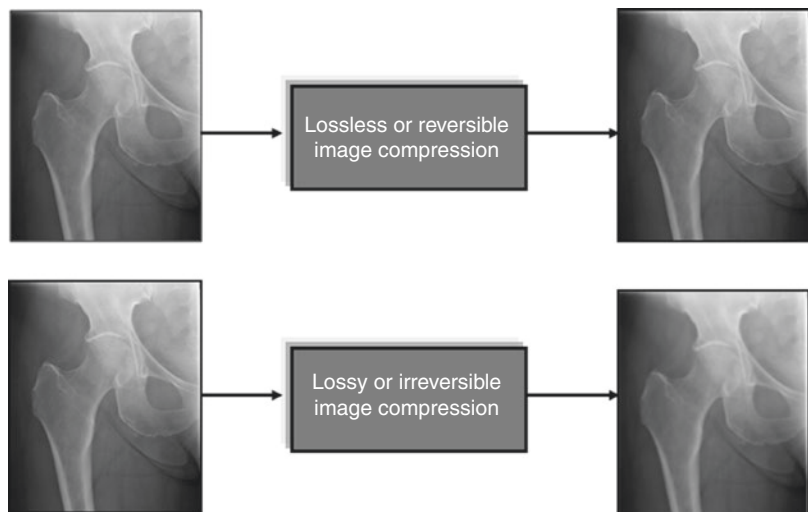 Lossless or reversible
image compression
Lossy or irreversible
image compression